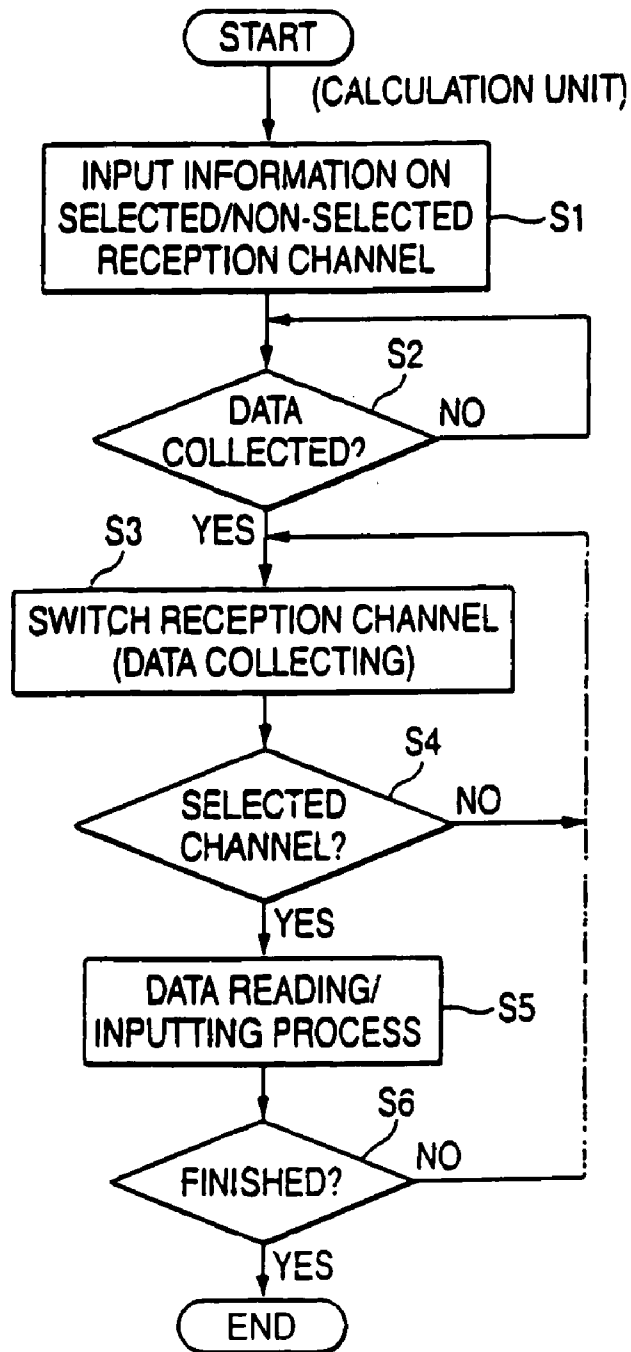 START
(CALCULATION UNIT)
INPUT INFORMATION ON
SELECTED/NON-SELECTED
RECEPTION CHANNEL
S1
S2
DATA
COLLECTED?
NO
YES
S3
SWITCH RECEPTION CHANNEL
(DATA COLLECTING)
S4
SELECTED
CHANNEL?
NO
YES
DATA READING/
INPUTTING PROCESS
S5
S6
FINISHED?
NO
YES
END